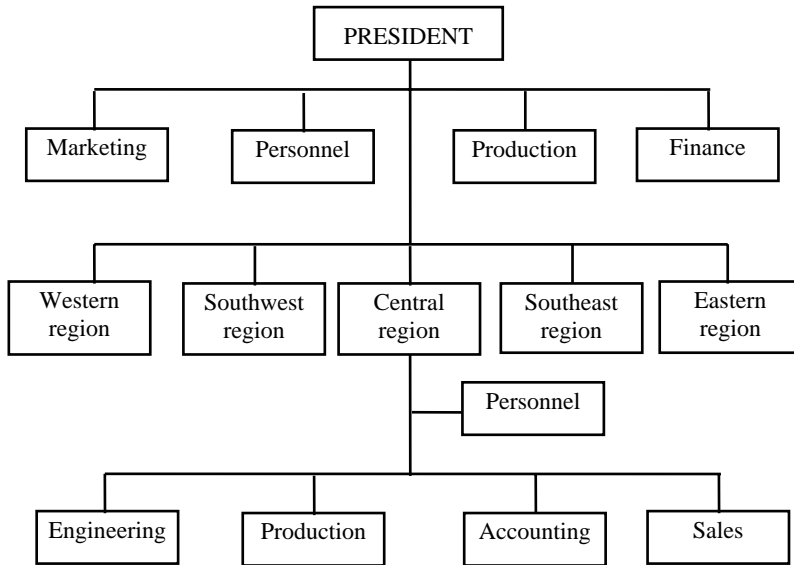 PRESIDENT
Marketing
Personnel
Production
Finance
Western
region
Southwest
region
Central
region
Southeast
region
Eastern
region
Personnel
Engineering
Production
Accounting
Sales